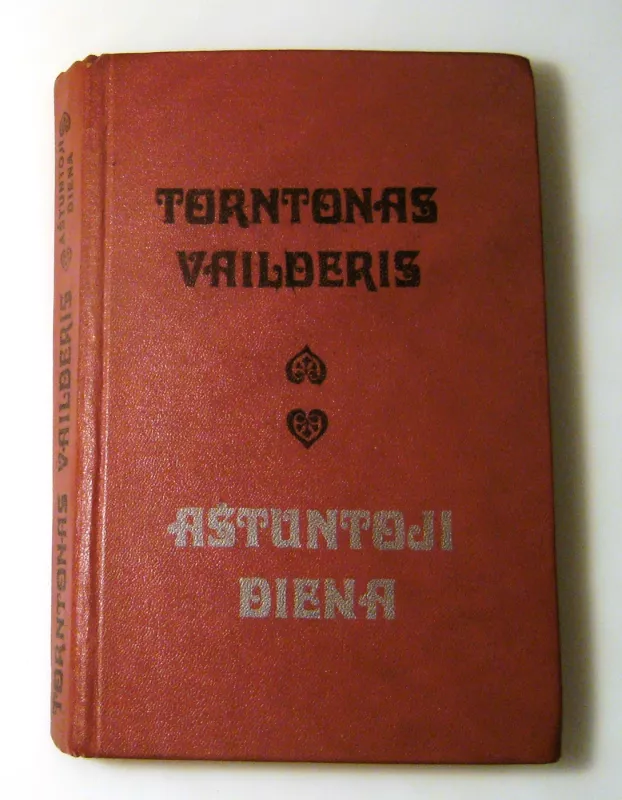 TORNTONAS
VAILDERIS
AŠTUNTOJI
DIENA
TORNTONAS VAILDERIS
AŠTUNTOJI
DIENA